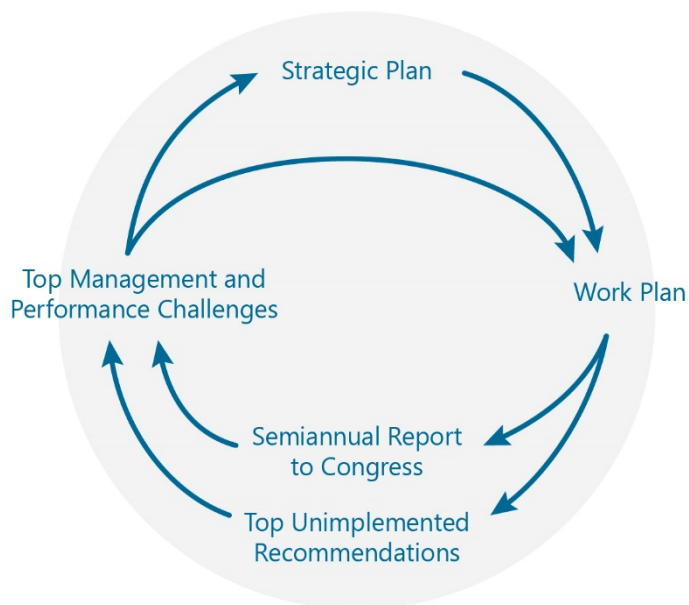 Strategic Plan
Top Management and
Performance Challenges
Work Plan
Semiannual Report
to Congress
Top Unimplemented
Recommendations